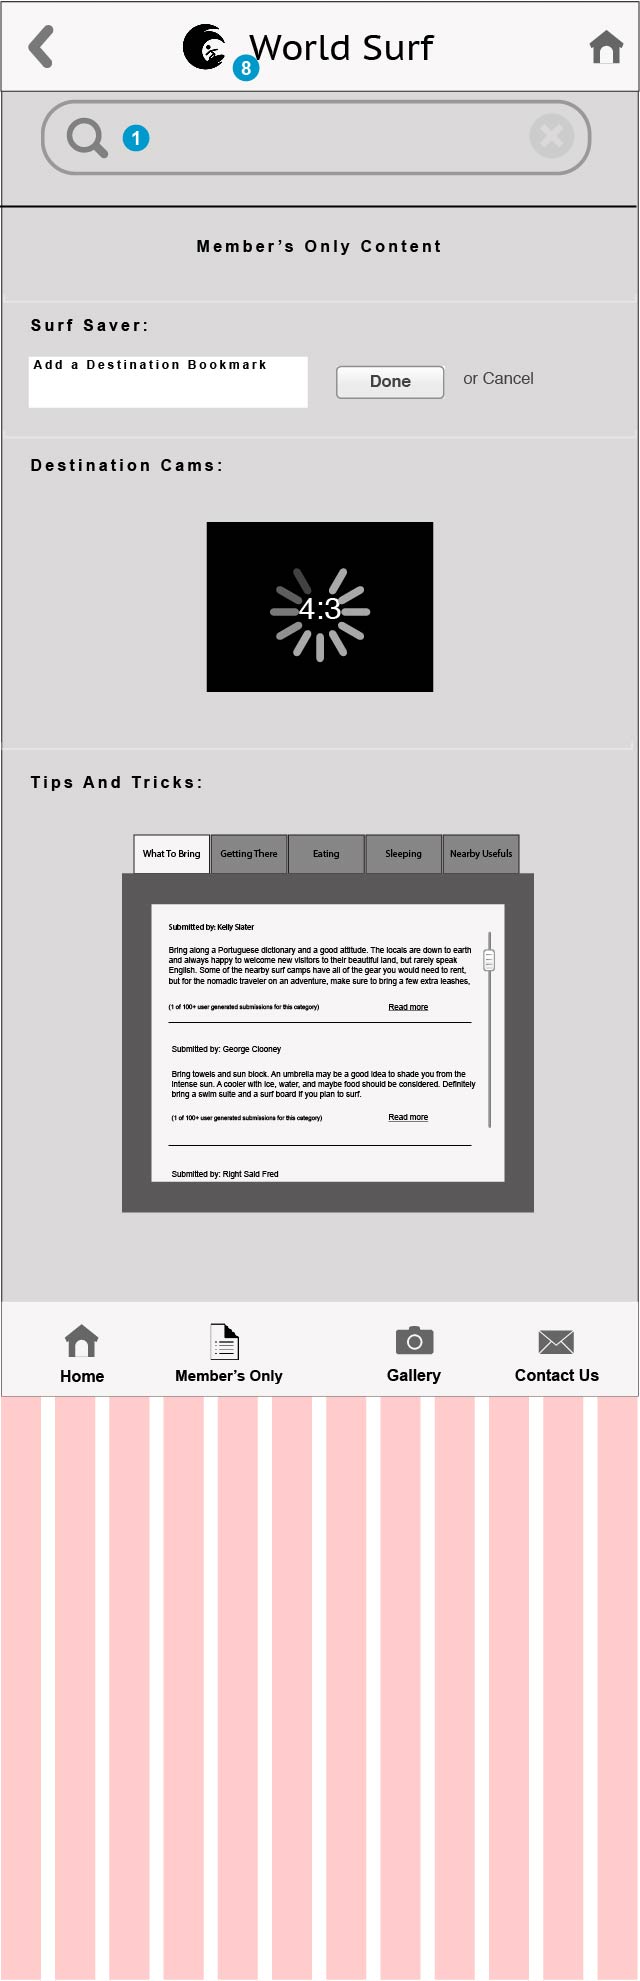 World Surf
8
1
Member's Only Content
Surf Saver:
Add a Destination Bookmark
Done
or Cancel
Destination Cams:
4:3
Tips And Tricks:
What To Bring
Getting There
Eating
Sleeping
Nearby Usefuls
Submitted by: Kelly Slater
Bring along a Portuguese dictionary and a good attitude. The locals are down to earth
and always happy to welcome new visitors to their beautiful land, but rarely speak
English. Some of the nearby surf camps have all of the gear you would need to rent,
but for the nomadic traveler on an adventure, make sure to bring a few extra leashes,
(1 of 100+ user generated submissions for this category)
Read more
Submitted by: George Clooney
Bring towels and sun block. An umbrella may be a good idea to shade you from the
intense sun. A cooler with ice, water, and maybe food should be considered. Definitely
bring a swim suite and a surf board if you plan to surf.
(1 of 100+ user generated submissions for this category)
Read more
Submitted by: Right Said Fred
Home
Member's Only
Gallery
Contact Us